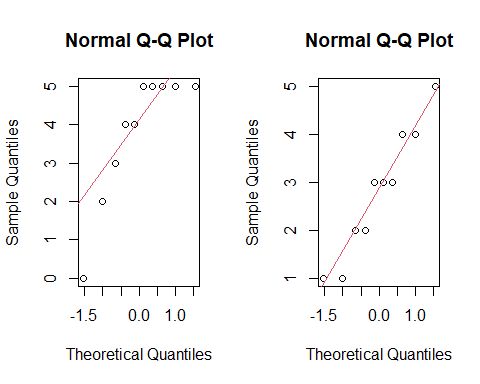 Normal Q-Q Plot
Sample Quantiles
0 1 2 3 4 5
-1.5 0.0 1.0
Theoretical Quantiles
Normal Q-Q Plot
Sample Quantiles
1 2 3 4 5
-1.5 0.0 1.0
Theoretical Quantiles